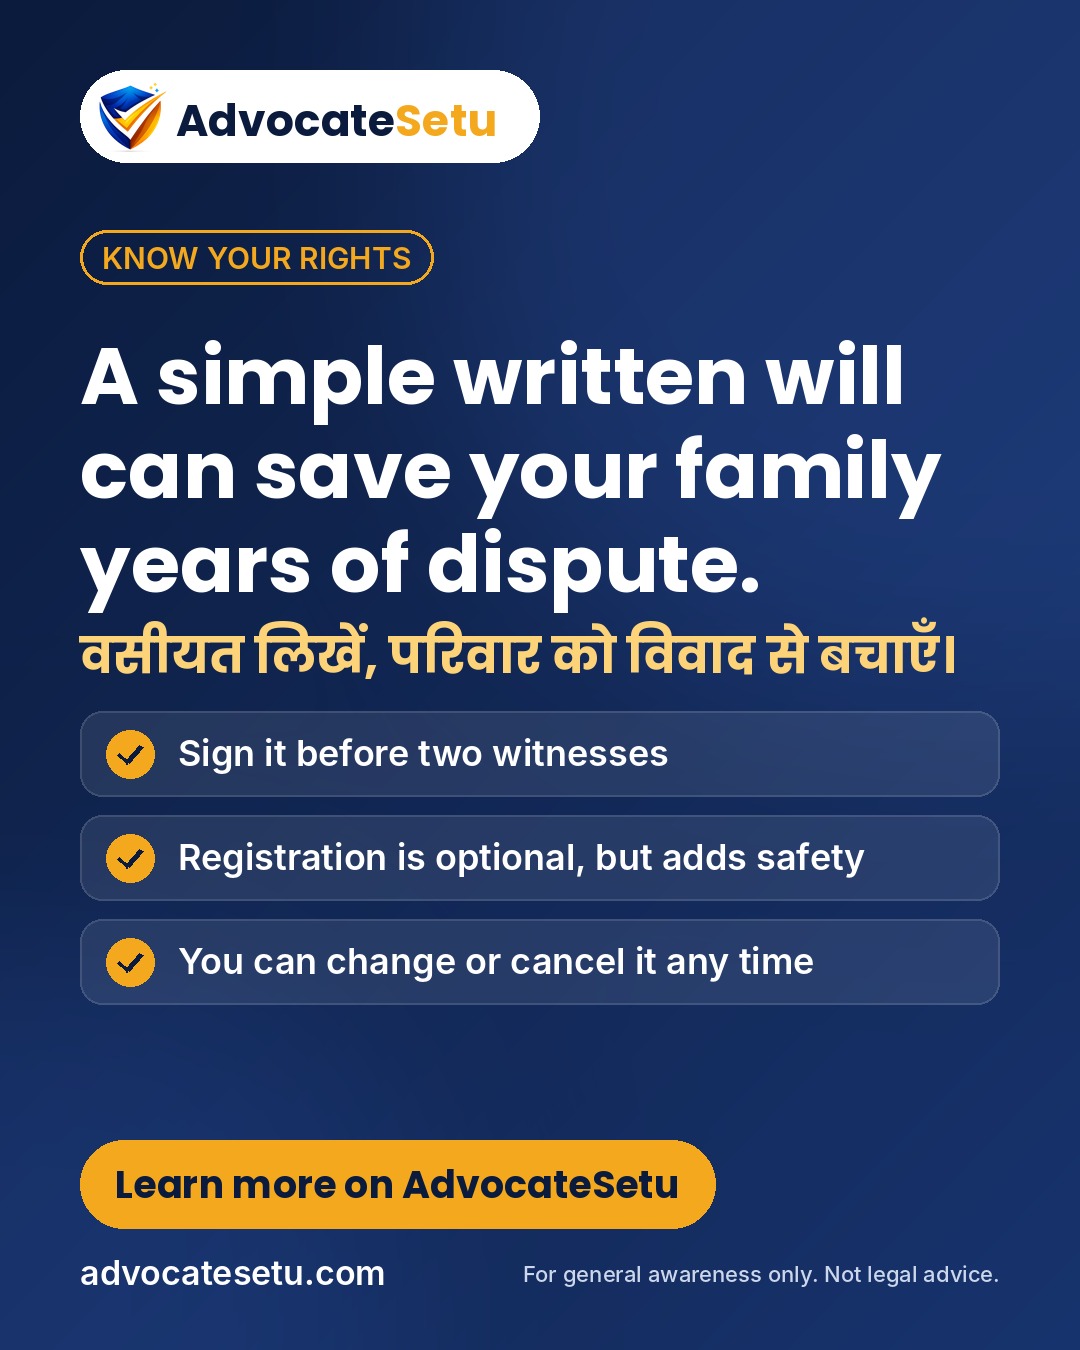 AdvocateSetu
KNOW YOUR RIGHTS
A simple written will
can save your family
years of dispute.
वसीयत लिखें, परिवार को विवाद से बचाएँ।
Sign it before two witnesses
Registration is optional, but adds safety
You can change or cancel it any time
Learn more on AdvocateSetu
advocatesetu.com
For general awareness only. Not legal advice.